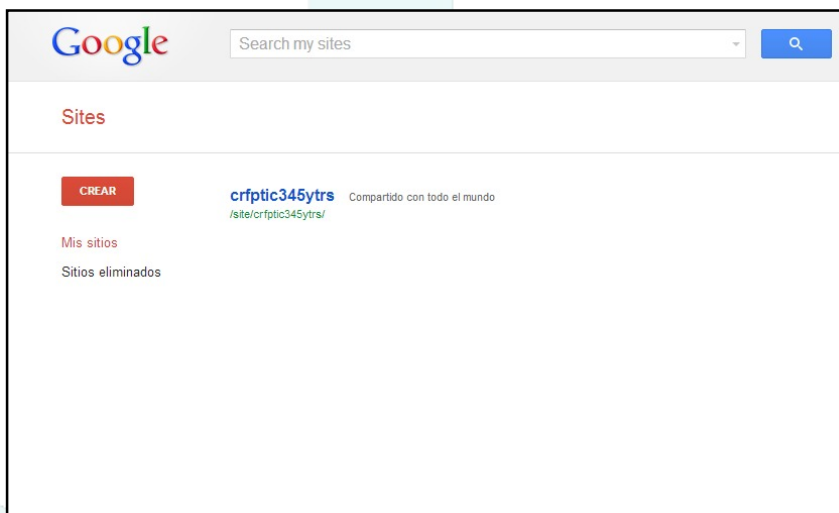 Google
Search my sites
Sites
CREAR
crfptic345ytrs Compartido con todo el mundo
/site/crfptic345ytrs/
Mis sitios
Sitios eliminados